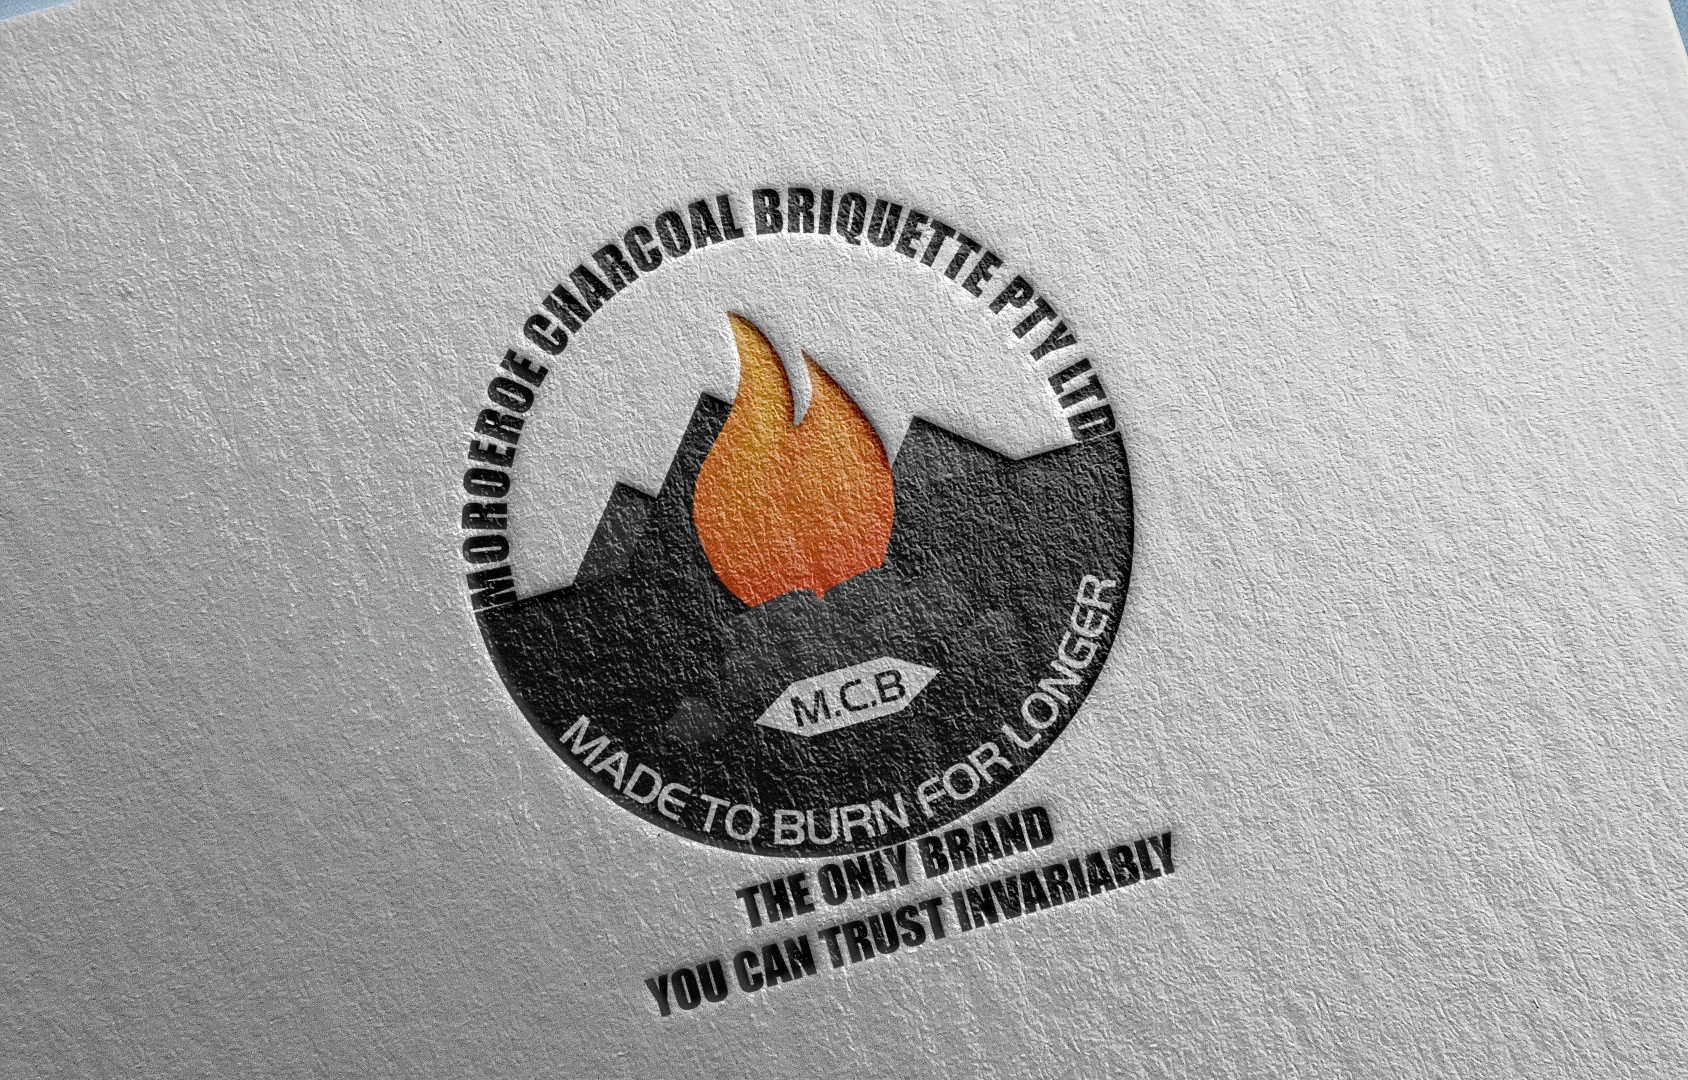 MOROEROE CHARCOAL BRIQUETTE PTY LTD
M.C.B
MADE TO BURN FOR LONGER
THE ONLY BRAND
YOU CAN TRUST INVARIABLY